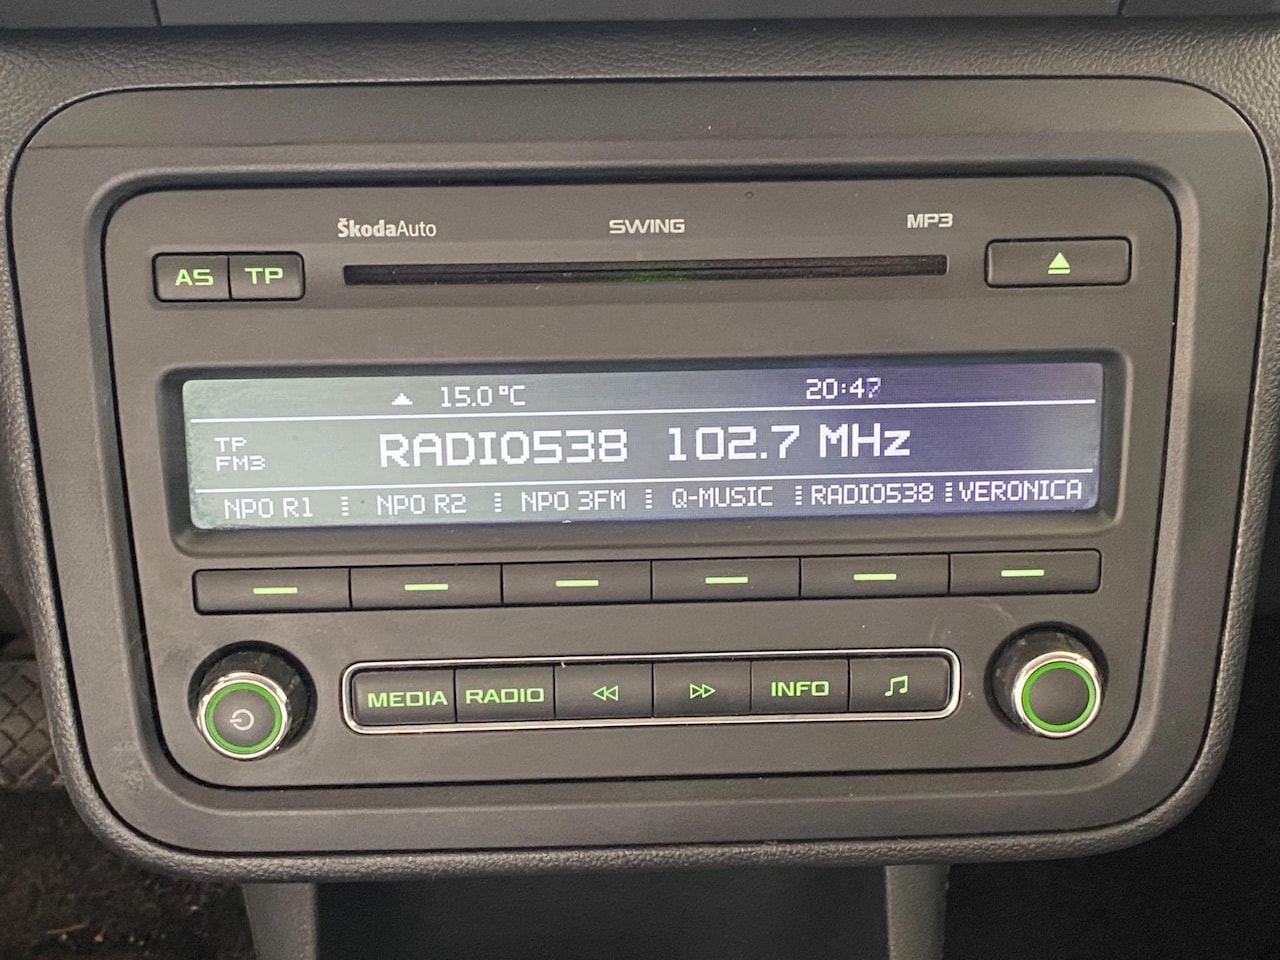 ŠkodaAuto SWING MP3
AS TP
15.0 °C 20:47
TP
FM3
RADIO538 102.7 MHz
NPO R1 NPO R2 NPO 3FM Q-MUSIC RADIO538 VERONICA
MEDIA RADIO INFO